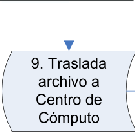 9. Traslada
archivo a
Centro de
Cómputo